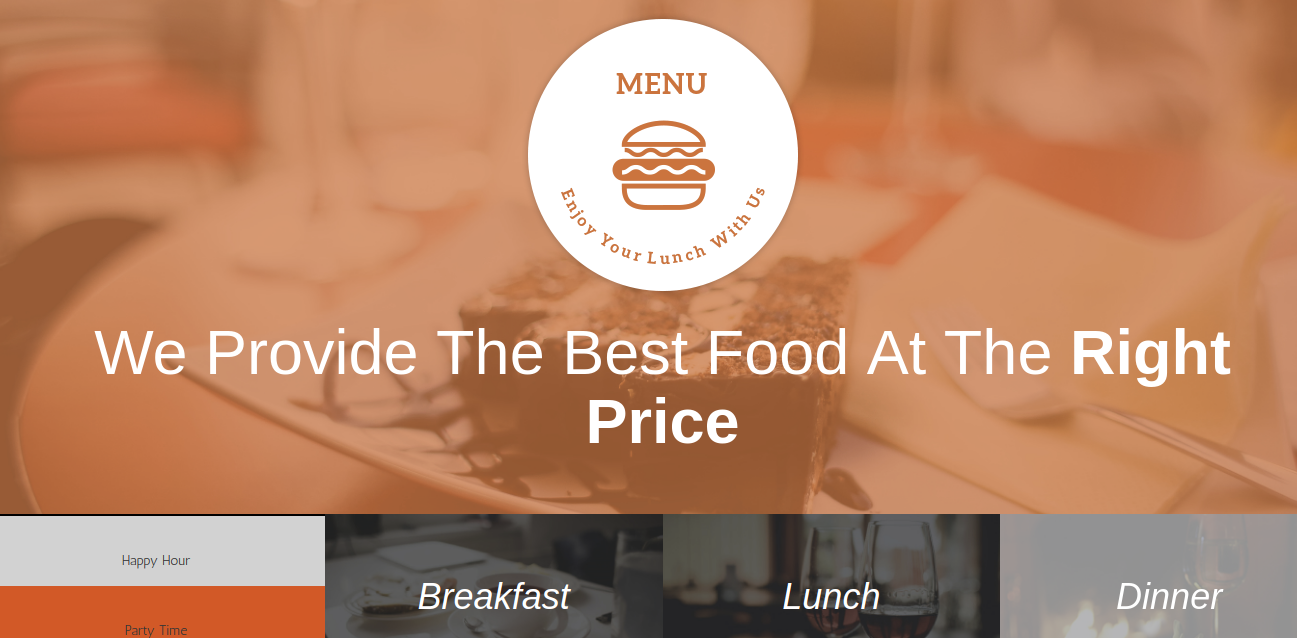 MENU
Enjoy Your Lunch With Us
We Provide The Best Food At The Right
Price
Happy Hour
Party Time
Breakfast
Lunch
Dinner